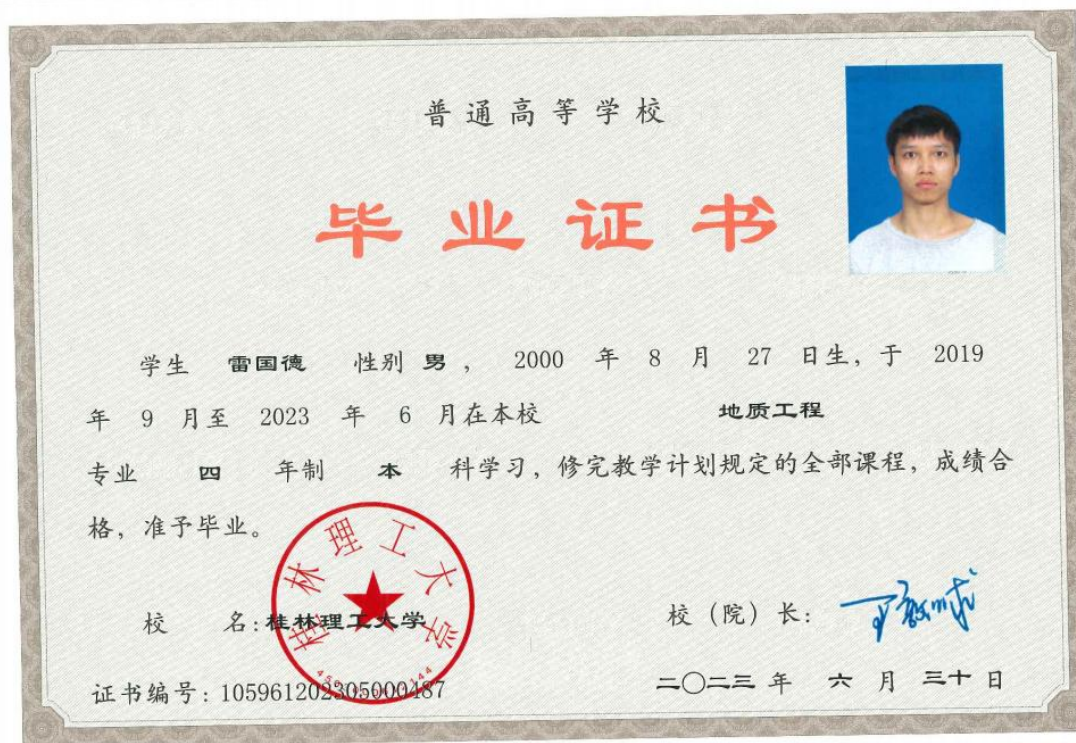 普通高等学校
毕业证书
学生 雷国德 性别 男 , 2000 年 8 月 27 日生, 于 2019
年 9 月至 2023 年 6 月在本校 地质工程
专业 四 年制 本 科学习, 修完教学计划规定的全部课程, 成绩合
格, 准予毕业。
桂林理工大学
校 名: 桂林理工大学
校（院）长:
证书编号: 105961202305000487
二〇二三 年 六 月 三十 日